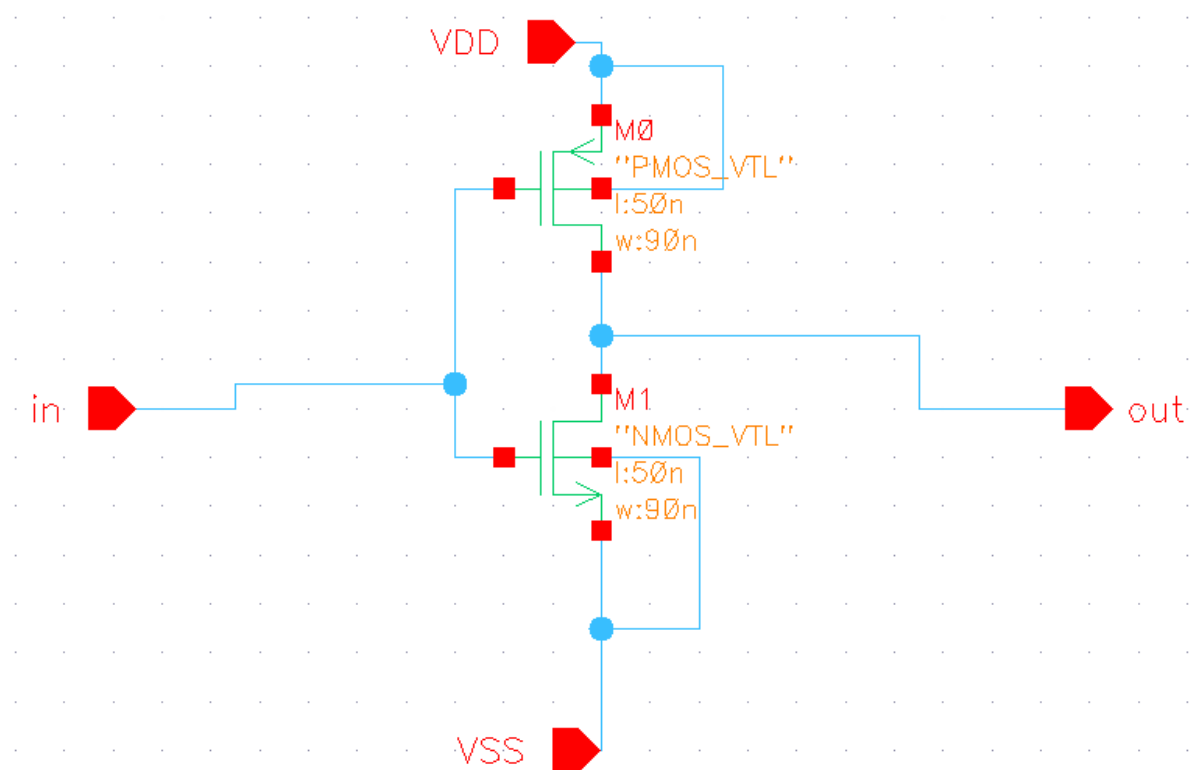 VDD
M0
"PMOS_VTL"
l:50n
w:90n
in
M1
"NMOS_VTL"
l:50n
w:90n
out
VSS